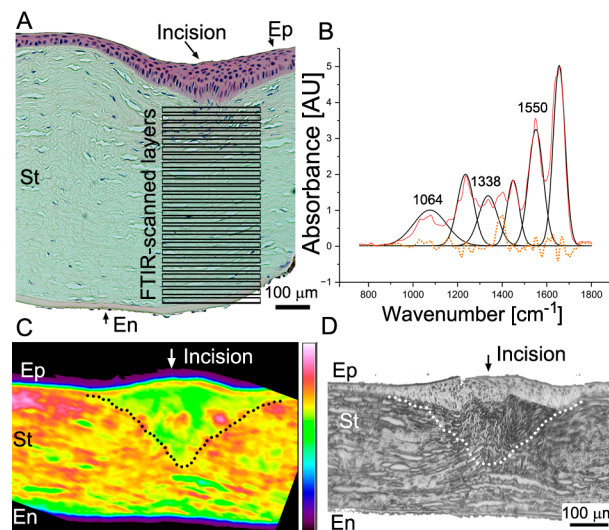 A
Incision
Ep
St
FTIR-scanned layers
100 μm
En
B
Absorbance [AU]
5
4
3
2
1
0
−1
1064
1338
1550
800 1000 1200 1400 1600 1800
Wavenumber [cm⁻¹]
C
Ep
Incision
St
En
D
Ep
Incision
St
En
100 μm